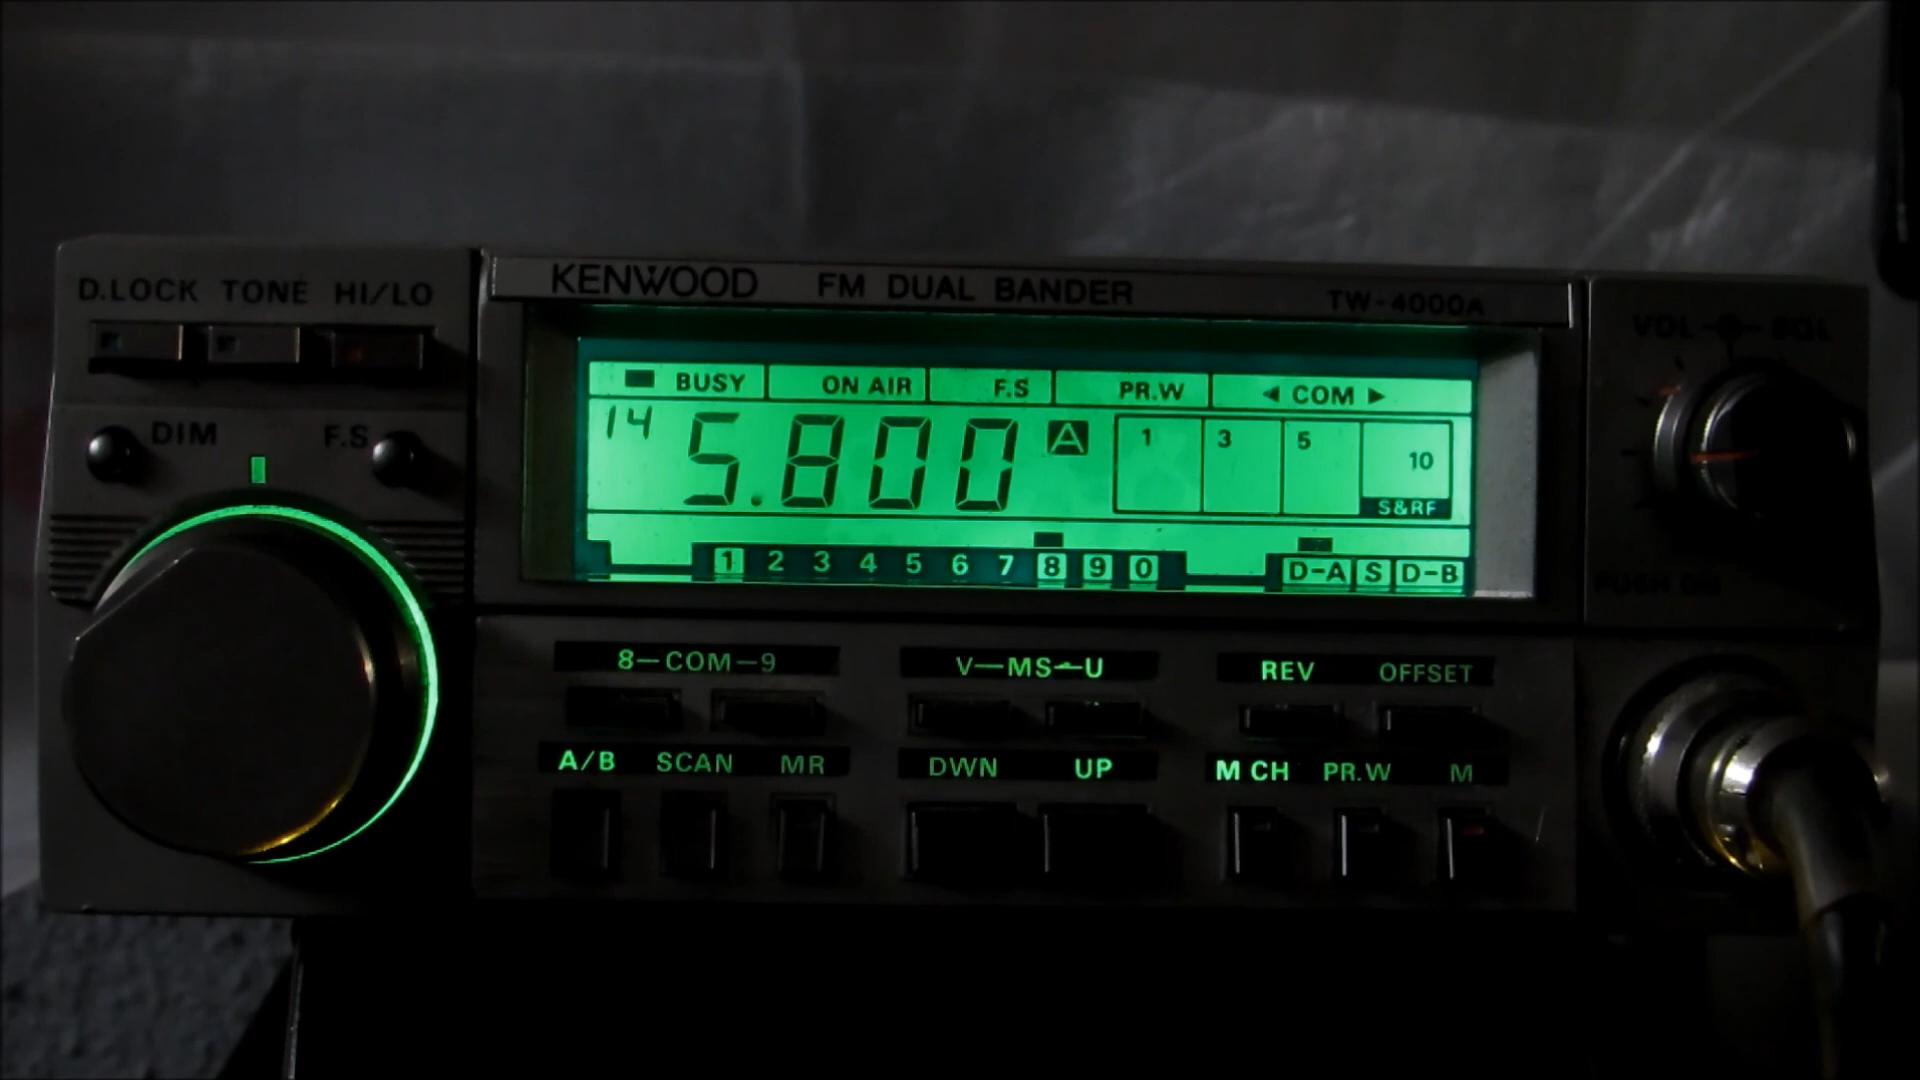 KENWOOD FM DUAL BANDER TW-4000A
D.LOCK TONE HI/LO
DIM F.S
BUSY ON AIR F.S PR.W ◄ COM ►
14 5.800 A 1 3 5 10
S&RF
1 2 3 4 5 6 7 8 9 0 D-A S D-B
VOL SQL
8—COM—9 V—MS—U REV OFFSET
A/B SCAN MR DWN UP M CH PR.W M